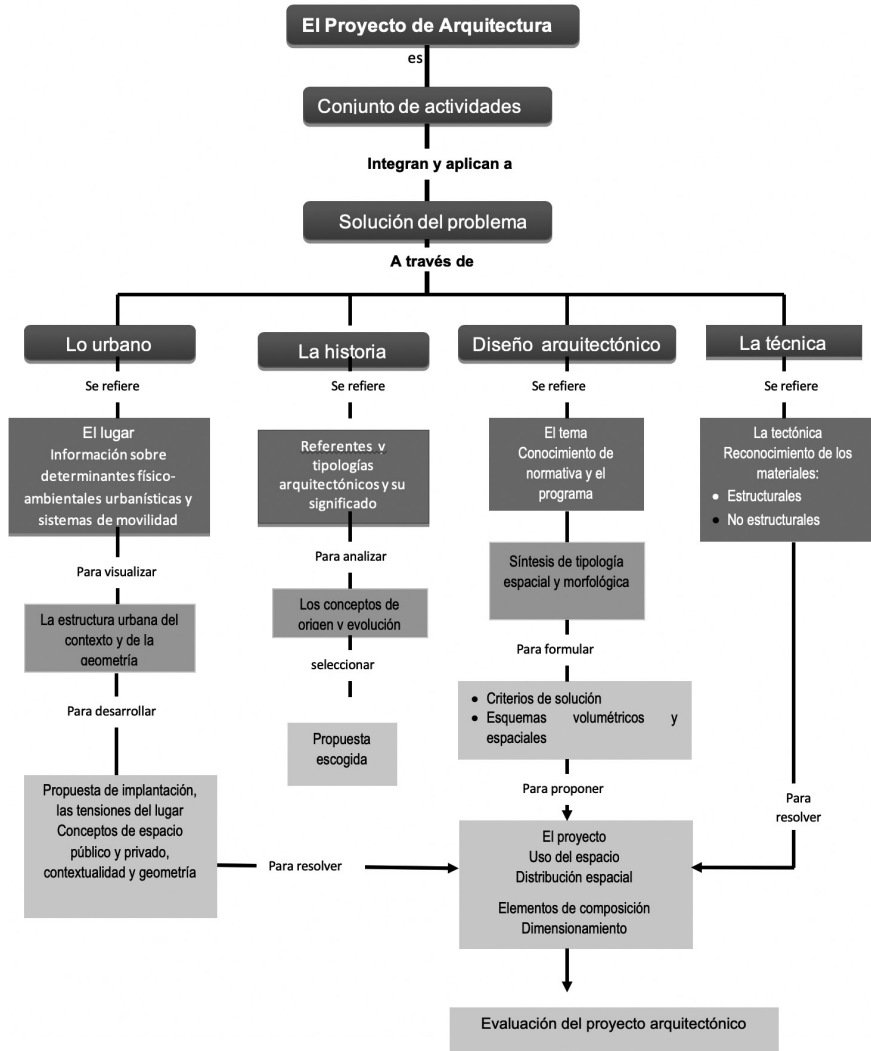 El Proyecto de Arquitectura
es
Conjunto de actividades
Integran y aplican a
Solución del problema
A través de
Lo urbano
Se refiere
El lugar
Información sobre
determinantes físico-
ambientales urbanísticas y
sistemas de movilidad
Para visualizar
La estructura urbana del
contexto y de la
geometría
Para desarrollar
Propuesta de implantación,
las tensiones del lugar
Conceptos de espacio
público y privado,
contextualidad y geometría
Para resolver
La historia
Se refiere
Referentes y
tipologías
arquitectónicos y su
significado
Para analizar
Los conceptos de
origen y evolución
seleccionar
Propuesta
escogida
Diseño arquitectónico
Se refiere
El tema
Conocimiento de
normativa y el
programa
Síntesis de tipología
espacial y morfológica
Para formular
• Criterios de solución
• Esquemas volumétricos y
espaciales
Para proponer
El proyecto
Uso del espacio
Distribución espacial
Elementos de composición
Dimensionamiento
La técnica
Se refiere
La tectónica
Reconocimiento de los
materiales:
• Estructurales
• No estructurales
Para
resolver
Evaluación del proyecto arquitectónico